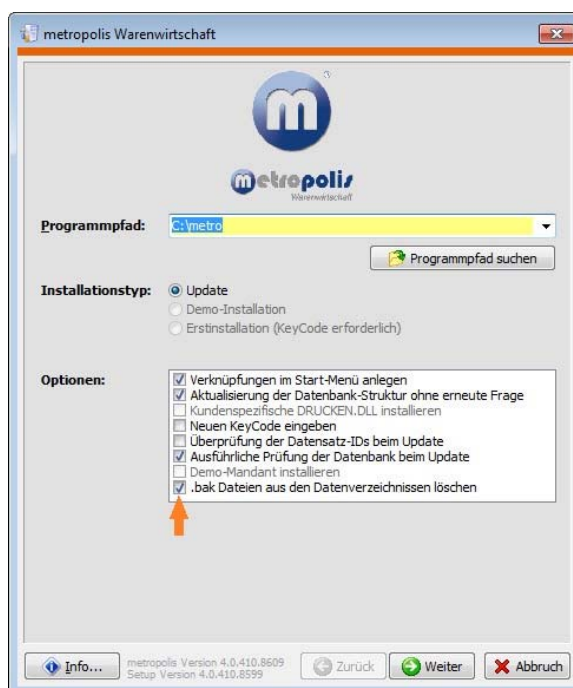 metropolis Warenwirtschaft
m
metropolis
Warenwirtschaft
Programmpfad: C:\metro
Programmpfad suchen
Installationstyp: Update
Demo-Installation
Erstinstallation (KeyCode erforderlich)
Optionen: Verknüpfungen im Start-Menü anlegen
Aktualisierung der Datenbank-Struktur ohne erneute Frage
Kundenspezifische DRUCKEN.DLL installieren
Neuen KeyCode eingeben
Überprüfung der Datensatz-IDs beim Update
Ausführliche Prüfung der Datenbank beim Update
Demo-Mandant installieren
.bak Dateien aus den Datenverzeichnissen löschen
Info... metropolis Version 4.0.410.8609 Zurück Weiter Abbruch
Setup Version 4.0.410.8599